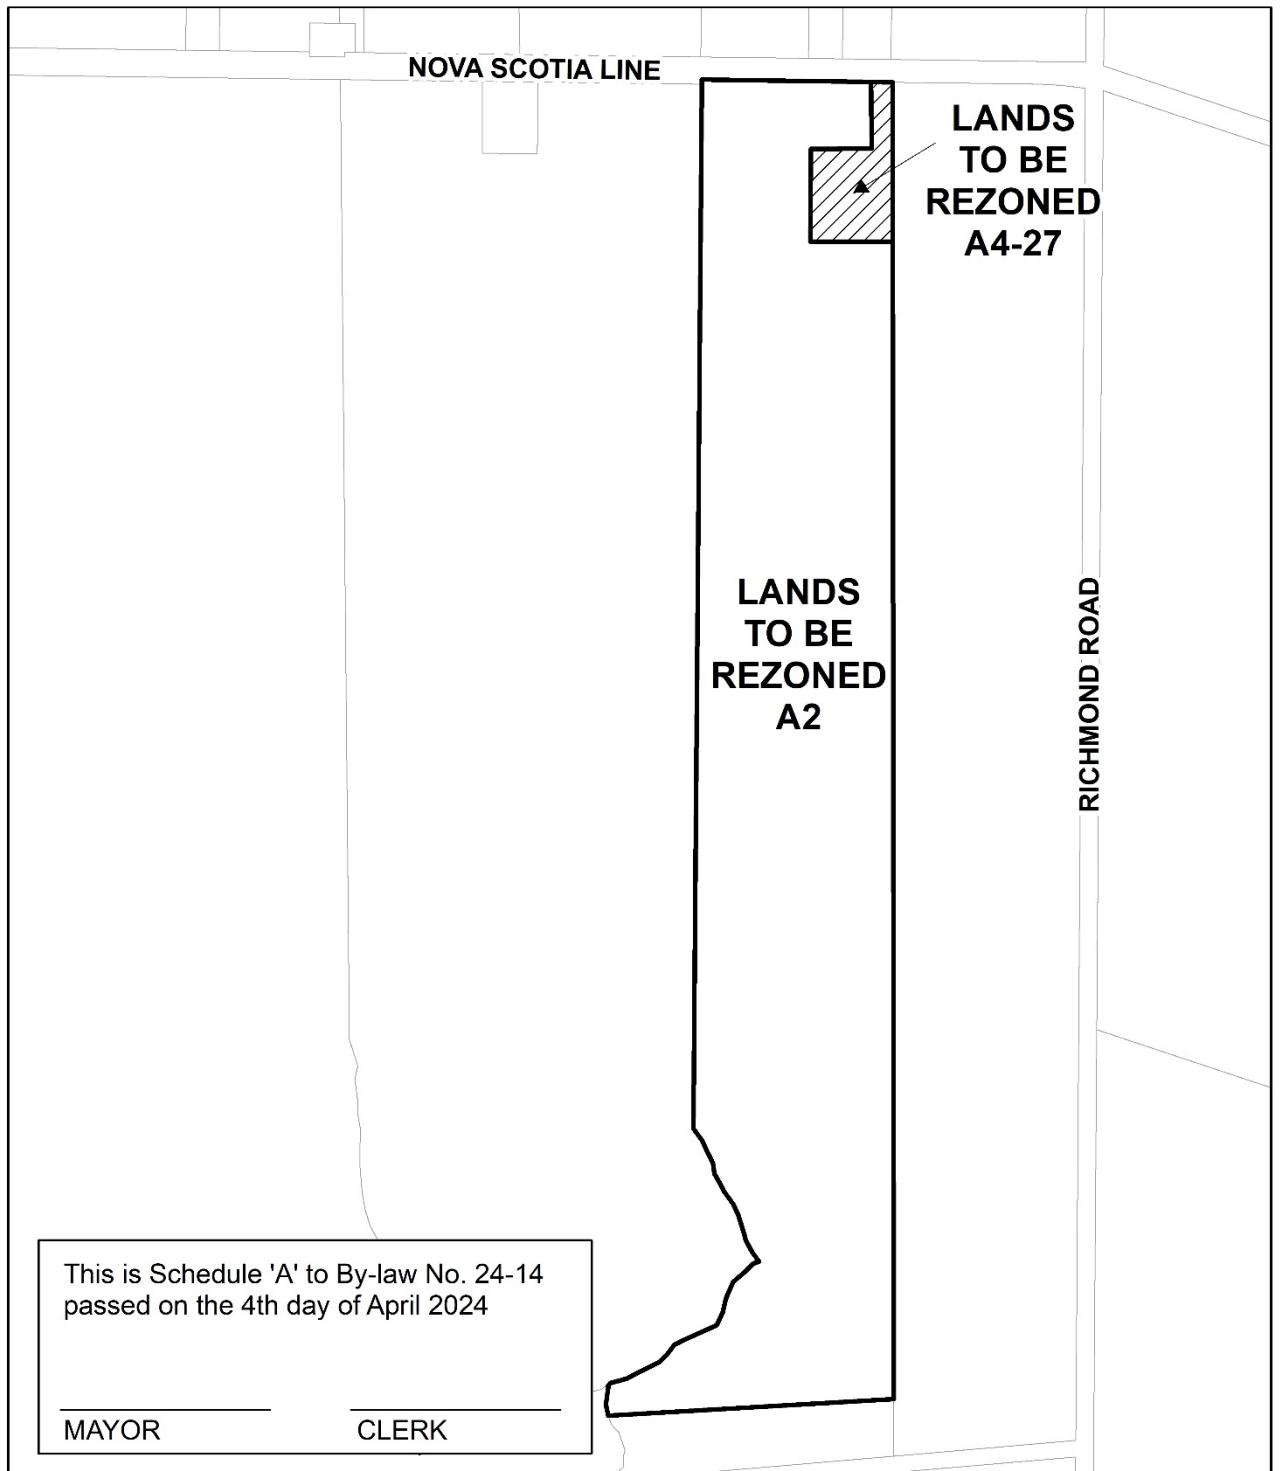 NOVA SCOTIA LINE
LANDS
TO BE
REZONED
A4-27
LANDS
TO BE
REZONED
A2
RICHMOND ROAD
This is Schedule 'A' to By-law No. 24-14
passed on the 4th day of April 2024
MAYOR CLERK